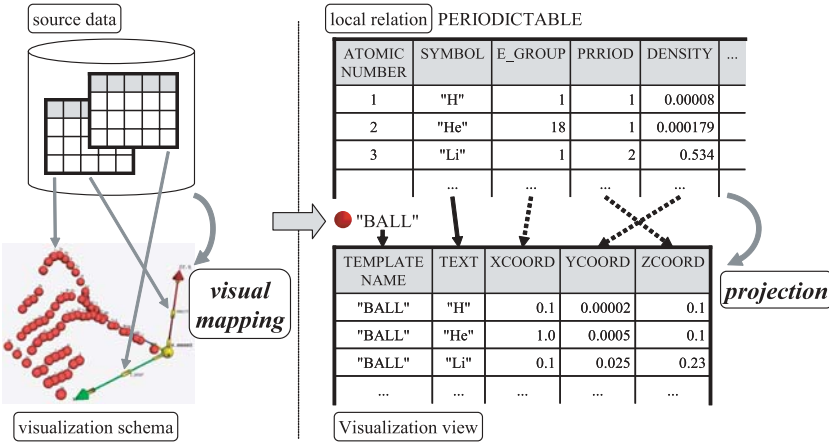 source data
visual
mapping
visualization schema
local relation PERIODICTABLE
ATOMIC NUMBER SYMBOL E_GROUP PRRIOD DENSITY ...
1 "H" 1 1 0.00008
2 "He" 18 1 0.000179
3 "Li" 1 2 0.534
... ... ... ...
"BALL"
TEMPLATE NAME TEXT XCOORD YCOORD ZCOORD
"BALL" "H" 0.1 0.00002 0.1
"BALL" "He" 1.0 0.0005 0.1
"BALL" "Li" 0.1 0.025 0.23
... ... ... ... ...
projection
Visualization view